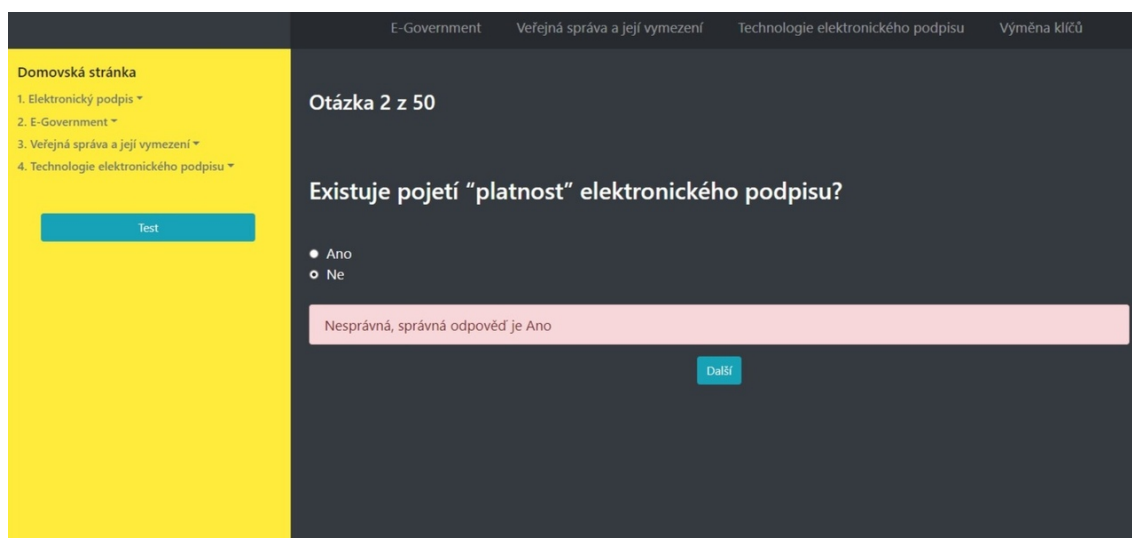 E-Government Veřejná správa a její vymezení Technologie elektronického podpisu Výměna klíčů
Domovská stránka
1. Elektronický podpis
2. E-Government
3. Veřejná správa a její vymezení
4. Technologie elektronického podpisu
Test
Otázka 2 z 50
Existuje pojetí “platnost” elektronického podpisu?
Ano
Ne
Nesprávná, správná odpověď je Ano
Další